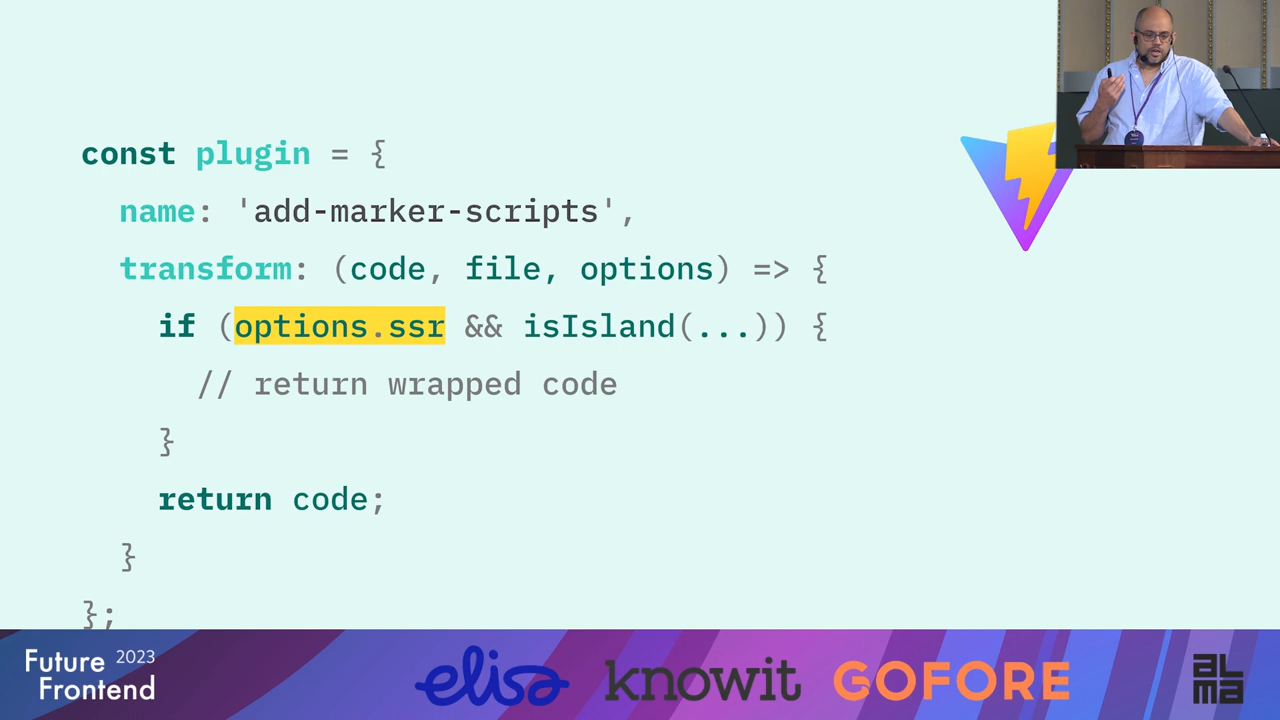 const plugin = {
name: 'add-marker-scripts',
transform: (code, file, options) => {
if (options.ssr && isIsland(...)) {
// return wrapped code
}
return code;
}
};
Future 2023
Frontend
elisa
knowit
GOFORE
ALMA